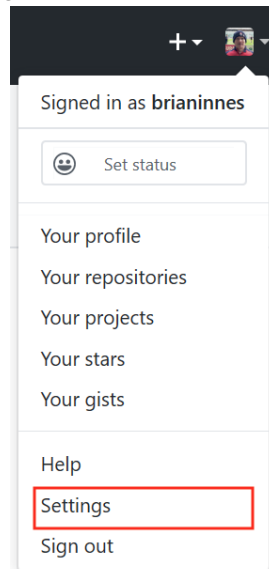 Signed in as brianinnes
Set status
Your profile
Your repositories
Your projects
Your stars
Your gists
Help
Settings
Sign out